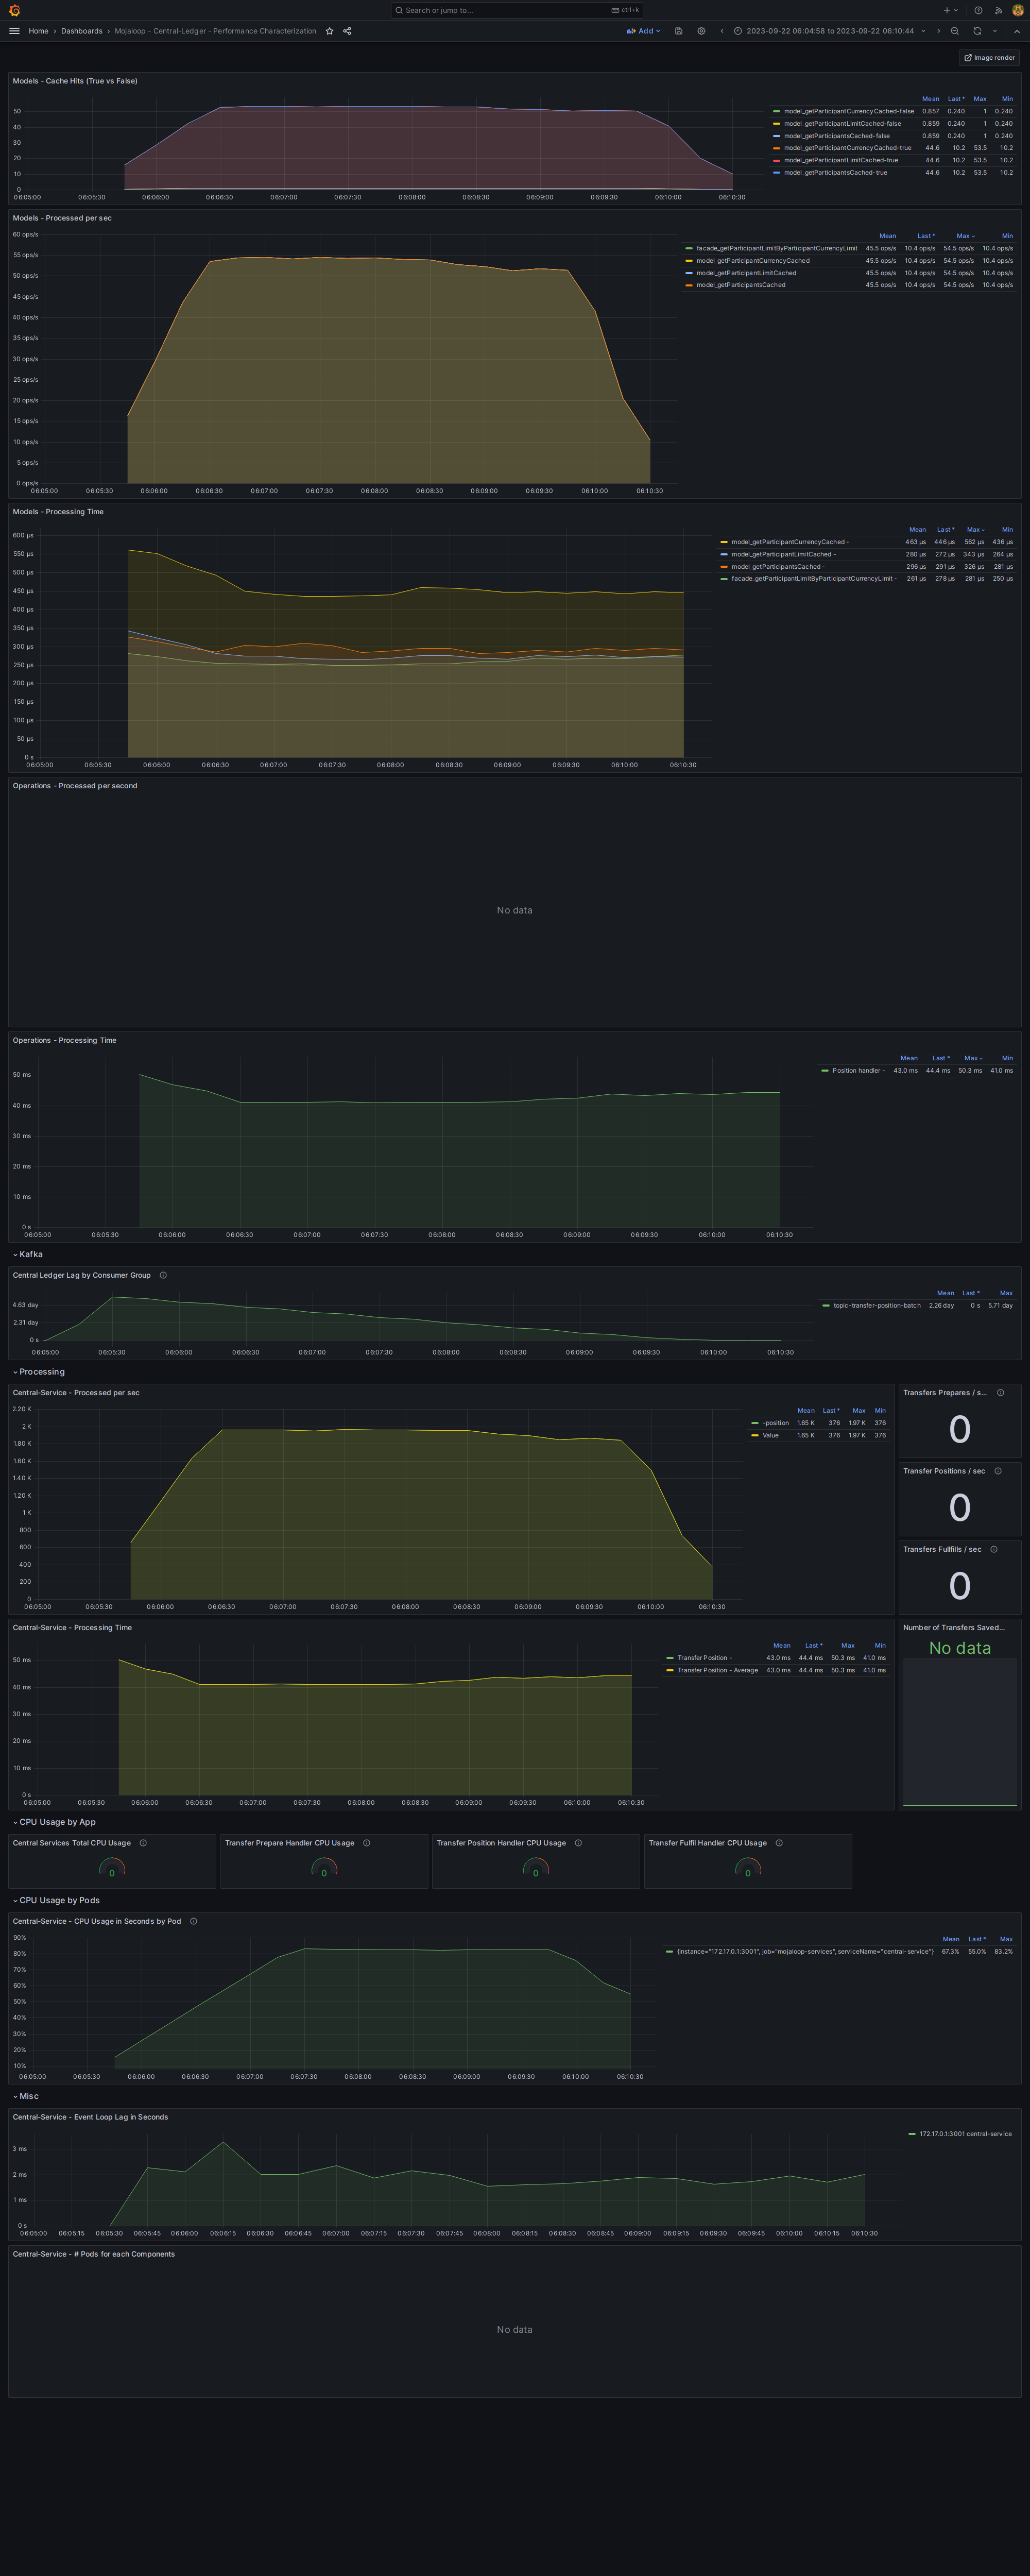 Search or jump to...
ctrl+k
Home › Dashboards › Mojaloop - Central-Ledger - Performance Characterization
Add
2023-09-22 06:04:58 to 2023-09-22 06:10:44
Image render
Models - Cache Hits (True vs False)
Mean Last * Max Min
50
40
30
20
10
0
model_getParticipantCurrencyCached-false 0.857 0.240 1 0.240
model_getParticipantLimitCached-false 0.859 0.240 1 0.240
model_getParticipantsCached-false 0.859 0.240 1 0.240
model_getParticipantCurrencyCached-true 44.6 10.2 53.5 10.2
model_getParticipantLimitCached-true 44.6 10.2 53.5 10.2
model_getParticipantsCached-true 44.6 10.2 53.5 10.2
06:05:00 06:05:30 06:06:00 06:06:30 06:07:00 06:07:30 06:08:00 06:08:30 06:09:00 06:09:30 06:10:00 06:10:30
Models - Processed per sec
60 ops/s
55 ops/s
50 ops/s
45 ops/s
40 ops/s
35 ops/s
30 ops/s
25 ops/s
20 ops/s
15 ops/s
10 ops/s
5 ops/s
0 ops/s
Mean Last * Max Min
facade_getParticipantLimitByParticipantCurrencyLimit 45.5 ops/s 10.4 ops/s 54.5 ops/s 10.4 ops/s
model_getParticipantCurrencyCached 45.5 ops/s 10.4 ops/s 54.5 ops/s 10.4 ops/s
model_getParticipantLimitCached 45.5 ops/s 10.4 ops/s 54.5 ops/s 10.4 ops/s
model_getParticipantsCached 45.5 ops/s 10.4 ops/s 54.5 ops/s 10.4 ops/s
06:05:00 06:05:30 06:06:00 06:06:30 06:07:00 06:07:30 06:08:00 06:08:30 06:09:00 06:09:30 06:10:00 06:10:30
Models - Processing Time
600 µs
550 µs
500 µs
450 µs
400 µs
350 µs
300 µs
250 µs
200 µs
150 µs
100 µs
50 µs
0 s
Mean Last * Max Min
model_getParticipantCurrencyCached - 463 µs 446 µs 562 µs 436 µs
model_getParticipantLimitCached - 280 µs 272 µs 343 µs 264 µs
model_getParticipantsCached - 296 µs 291 µs 326 µs 281 µs
facade_getParticipantLimitByParticipantCurrencyLimit - 261 µs 278 µs 281 µs 250 µs
06:05:00 06:05:30 06:06:00 06:06:30 06:07:00 06:07:30 06:08:00 06:08:30 06:09:00 06:09:30 06:10:00 06:10:30
Operations - Processed per second
No data
Operations - Processing Time
50 ms
40 ms
30 ms
20 ms
10 ms
0 s
Mean Last * Max Min
Position handler - 43.0 ms 44.4 ms 50.3 ms 41.0 ms
06:05:00 06:05:30 06:06:00 06:06:30 06:07:00 06:07:30 06:08:00 06:08:30 06:09:00 06:09:30 06:10:00 06:10:30
Kafka
Central Ledger Lag by Consumer Group
4.63 day
2.31 day
0 s
Mean Last * Max
topic-transfer-position-batch 2.26 day 0 s 5.71 day
06:05:00 06:05:30 06:06:00 06:06:30 06:07:00 06:07:30 06:08:00 06:08:30 06:09:00 06:09:30 06:10:00 06:10:30
Processing
Central-Service - Processed per sec
2.20 K
2 K
1.80 K
1.60 K
1.40 K
1.20 K
1 K
800
600
400
200
0
Mean Last * Max Min
-position 1.65 K 376 1.97 K 376
Value 1.65 K 376 1.97 K 376
06:05:00 06:05:30 06:06:00 06:06:30 06:07:00 06:07:30 06:08:00 06:08:30 06:09:00 06:09:30 06:10:00 06:10:30
Transfers Prepares / s...
0
Transfer Positions / sec
0
Transfers Fullfills / sec
0
Central-Service - Processing Time
50 ms
40 ms
30 ms
20 ms
10 ms
0 s
Mean Last * Max Min
Transfer Position - 43.0 ms 44.4 ms 50.3 ms 41.0 ms
Transfer Position - Average 43.0 ms 44.4 ms 50.3 ms 41.0 ms
06:05:00 06:05:30 06:06:00 06:06:30 06:07:00 06:07:30 06:08:00 06:08:30 06:09:00 06:09:30 06:10:00 06:10:30
Number of Transfers Saved...
No data
CPU Usage by App
Central Services Total CPU Usage
0
Transfer Prepare Handler CPU Usage
0
Transfer Position Handler CPU Usage
0
Transfer Fulfil Handler CPU Usage
0
CPU Usage by Pods
Central-Service - CPU Usage in Seconds by Pod
90%
80%
70%
60%
50%
40%
30%
20%
10%
Mean Last * Max
{instance="172.17.0.1:3001", job="mojaloop-services", serviceName="central-service"} 67.3% 55.0% 83.2%
06:05:00 06:05:30 06:06:00 06:06:30 06:07:00 06:07:30 06:08:00 06:08:30 06:09:00 06:09:30 06:10:00 06:10:30
Misc
Central-Service - Event Loop Lag in Seconds
3 ms
2 ms
1 ms
0 s
172.17.0.1:3001 central-service
06:05:00 06:05:15 06:05:30 06:05:45 06:06:00 06:06:15 06:06:30 06:06:45 06:07:00 06:07:15 06:07:30 06:07:45 06:08:00 06:08:15 06:08:30 06:08:45 06:09:00 06:09:15 06:09:30 06:09:45 06:10:00 06:10:15 06:10:30
Central-Service - # Pods for each Components
No data